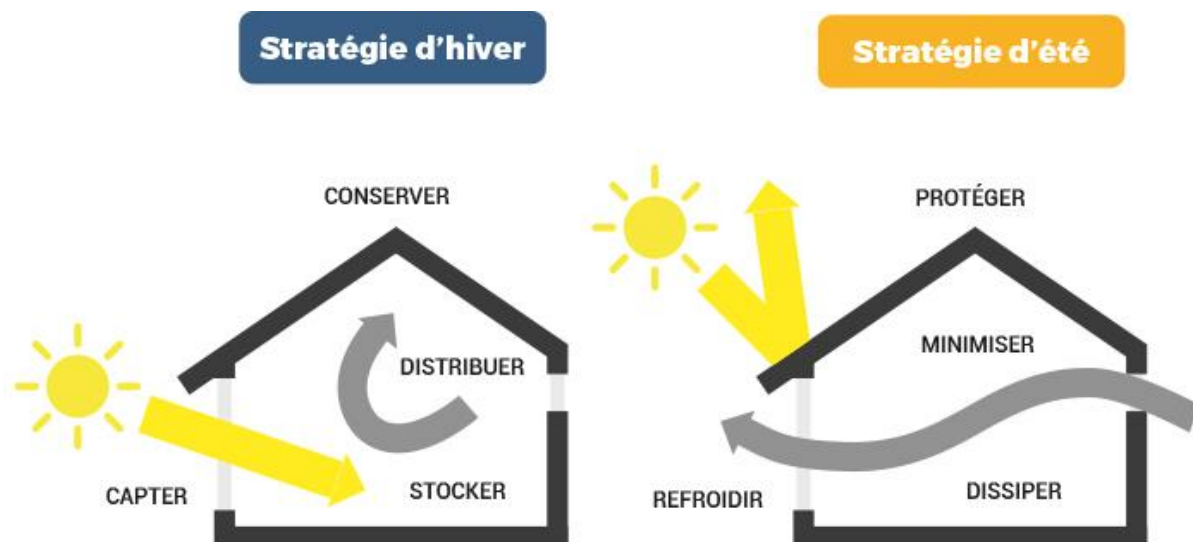 Stratégie d'hiver
CONSERVER
DISTRIBUER
CAPTER
STOCKER
Stratégie d'été
PROTÉGER
MINIMISER
REFROIDIR
DISSIPER